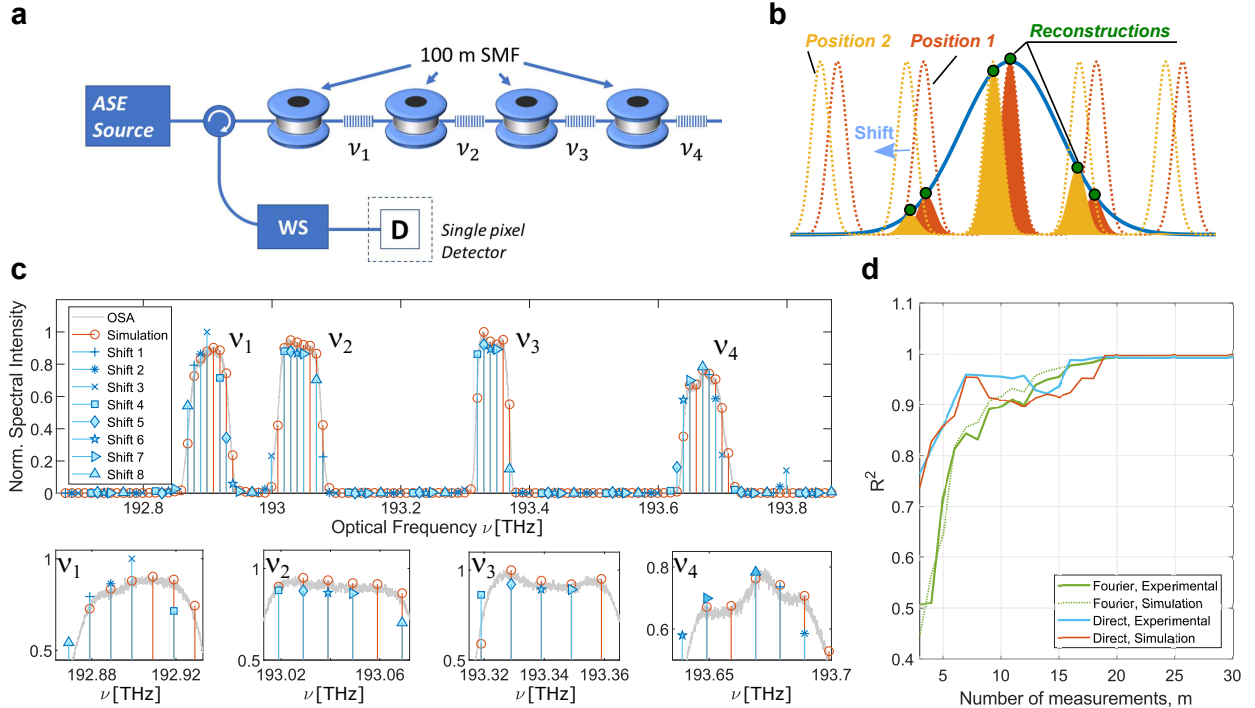 a
100 m SMF
ASE
Source
ν1
ν2
ν3
ν4
WS
D
Single pixel
Detector
b
Position 2
Position 1
Reconstructions
Shift
c
Norm. Spectral Intensity
1
0.8
0.6
0.4
0.2
0
OSA
Simulation
Shift 1
Shift 2
Shift 3
Shift 4
Shift 5
Shift 6
Shift 7
Shift 8
ν1
ν2
ν3
ν4
192.8
193
193.2
193.4
193.6
193.8
Optical Frequency ν [THz]
ν1
1
0.5
192.88
192.92
ν [THz]
ν2
1
0.5
193.02
193.06
ν [THz]
ν3
1
0.5
193.32
193.34
193.36
ν [THz]
ν4
0.8
0.6
193.65
193.7
ν [THz]
d
R2
1.1
1
0.9
0.8
0.7
0.6
0.5
0.4
Fourier, Experimental
Fourier, Simulation
Direct, Experimental
Direct, Simulation
5
10
15
20
25
30
Number of measurements, m